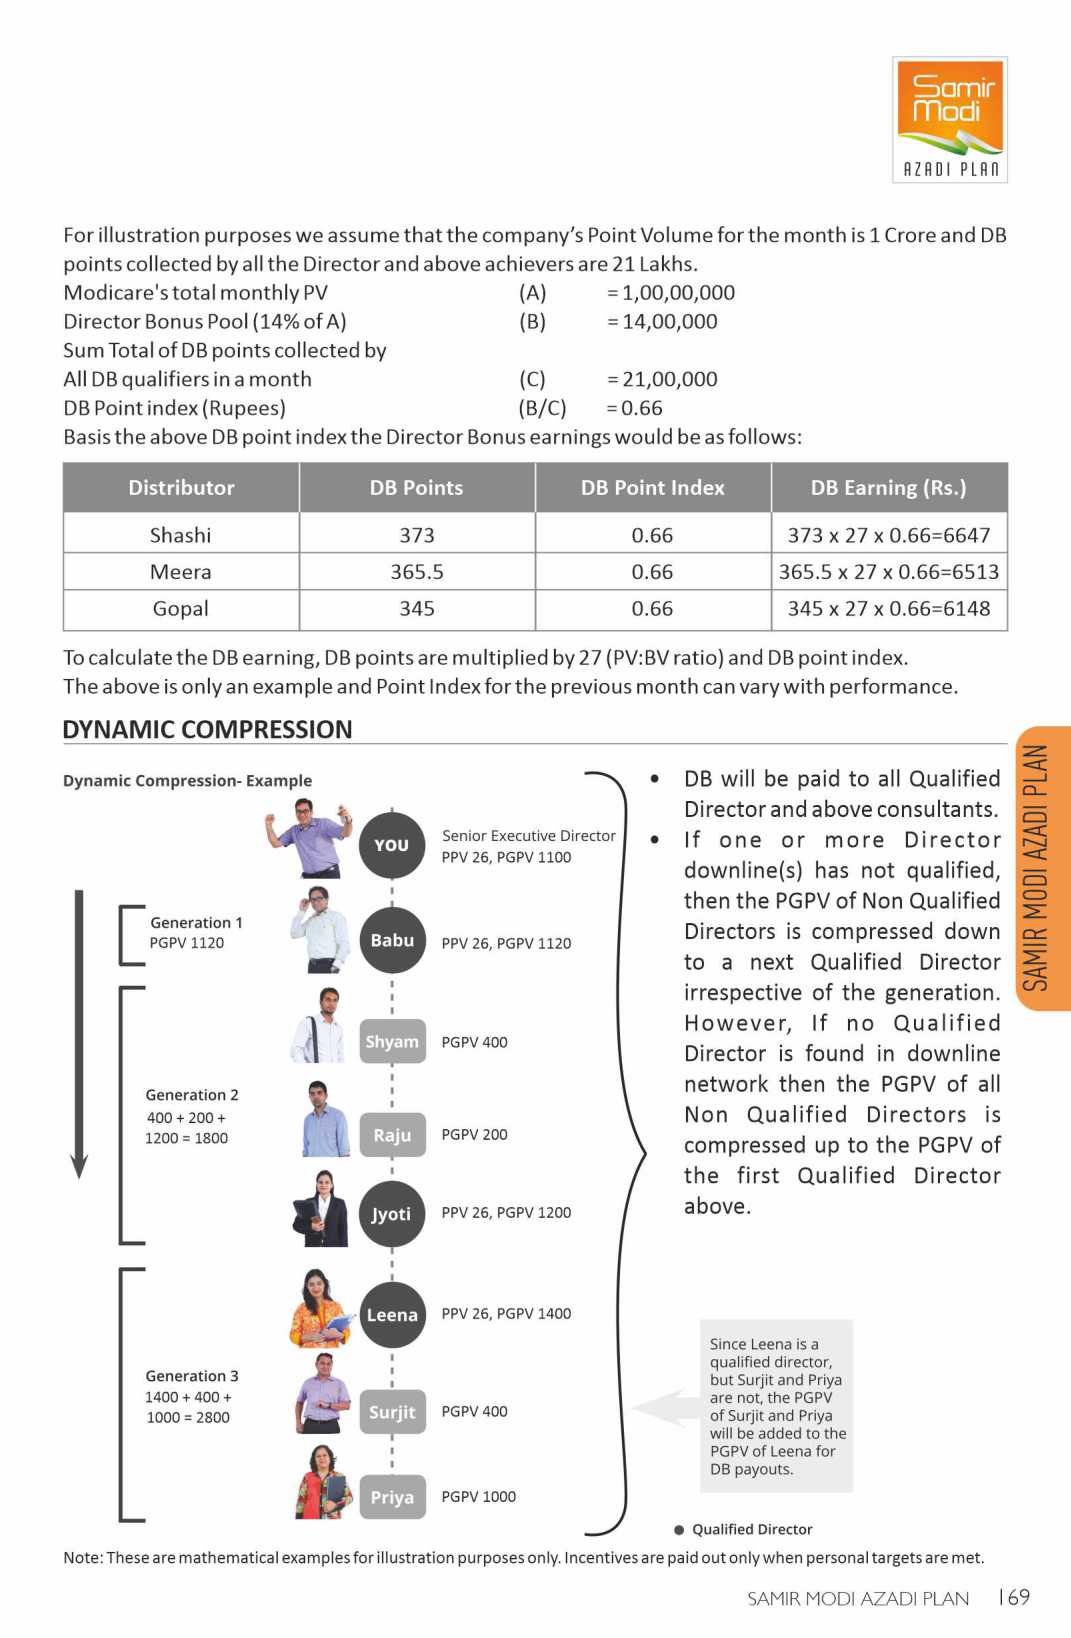 Samir
Modi
AZADI PLAN
For illustration purposes we assume that the company’s Point Volume for the month is 1 Crore and DB
points collected by all the Director and above achievers are 21 Lakhs.
Modicare's total monthly PV (A) = 1,00,00,000
Director Bonus Pool (14% of A) (B) = 14,00,000
Sum Total of DB points collected by
All DB qualifiers in a month (C) = 21,00,000
DB Point index (Rupees) (B/C) = 0.66
Basis the above DB point index the Director Bonus earnings would be as follows:
Distributor DB Points DB Point Index DB Earning (Rs.)
Shashi 373 0.66 373 x 27 x 0.66=6647
Meera 365.5 0.66 365.5 x 27 x 0.66=6513
Gopal 345 0.66 345 x 27 x 0.66=6148
To calculate the DB earning, DB points are multiplied by 27 (PV:BV ratio) and DB point index.
The above is only an example and Point Index for the previous month can vary with performance.
DYNAMIC COMPRESSION
Dynamic Compression- Example
YOU
Senior Executive Director
PPV 26, PGPV 1100
Generation 1
PGPV 1120
Babu
PPV 26, PGPV 1120
Shyam
PGPV 400
Generation 2
400 + 200 +
1200 = 1800
Raju
PGPV 200
Jyoti
PPV 26, PGPV 1200
Leena
PPV 26, PGPV 1400
Generation 3
1400 + 400 +
1000 = 2800
Surjit
PGPV 400
Priya
PGPV 1000
• DB will be paid to all Qualified
Director and above consultants.
• If one or more Director
downline(s) has not qualified,
then the PGPV of Non Qualified
Directors is compressed down
to a next Qualified Director
irrespective of the generation.
However, If no Qualified
Director is found in downline
network then the PGPV of all
Non Qualified Directors is
compressed up to the PGPV of
the first Qualified Director
above.
Since Leena is a
qualified director,
but Surjit and Priya
are not, the PGPV
of Surjit and Priya
will be added to the
PGPV of Leena for
DB payouts.
● Qualified Director
Note: These are mathematical examples for illustration purposes only. Incentives are paid out only when personal targets are met.
SAMIR MODI AZADI PLAN
SAMIR MODI AZADI PLAN | 69